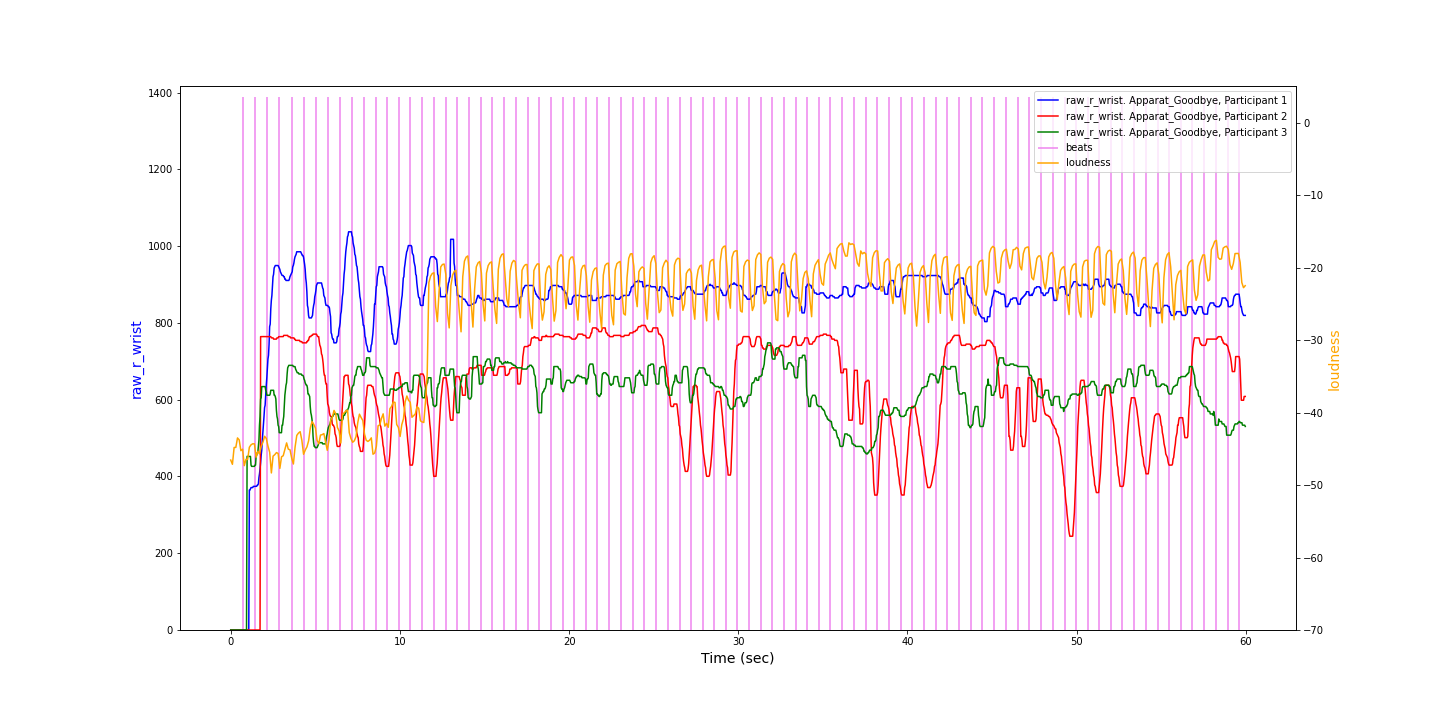 raw_r_wrist. Apparat_Goodbye, Participant 1
raw_r_wrist. Apparat_Goodbye, Participant 2
raw_r_wrist. Apparat_Goodbye, Participant 3
beats
loudness
1400
1200
1000
800
600
400
200
0
raw_r_wrist
0
−10
−20
−30
−40
−50
−60
−70
loudness
0 10 20 30 40 50 60
Time (sec)